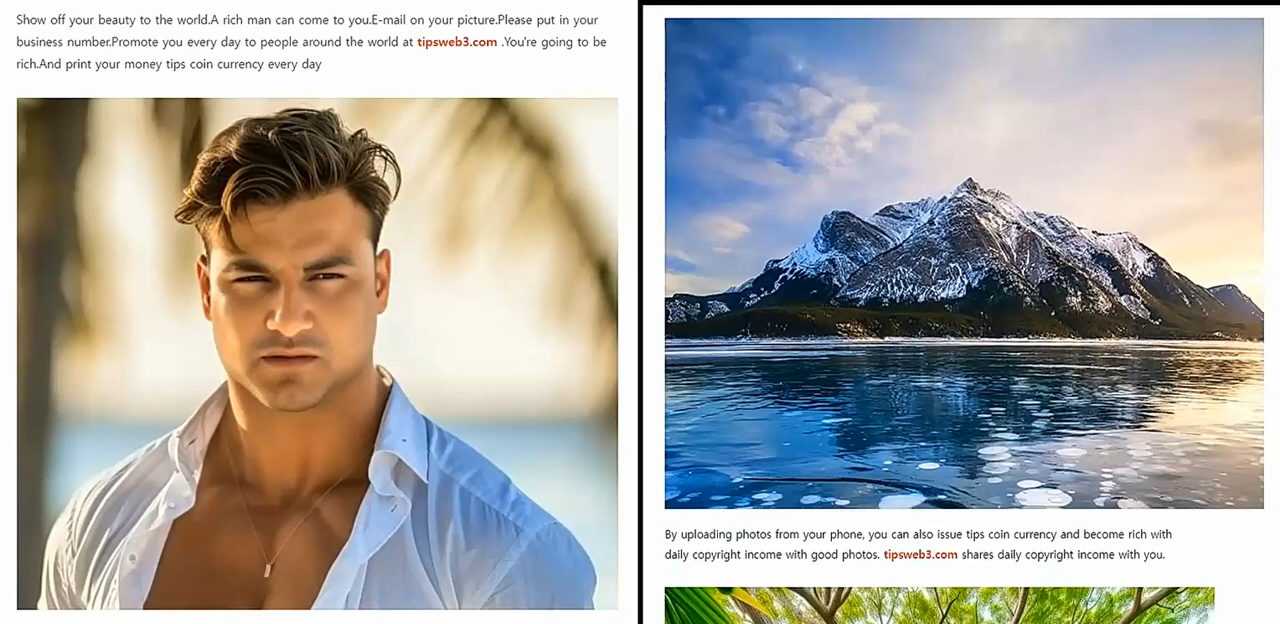 Show off your beauty to the world.A rich man can come to you.E-mail on your picture.Please put in your
business number.Promote you every day to people around the world at tipsweb3.com .You're going to be
rich.And print your money tips coin currency every day
By uploading photos from your phone, you can also issue tips coin currency and become rich with
daily copyright income with good photos. tipsweb3.com shares daily copyright income with you.